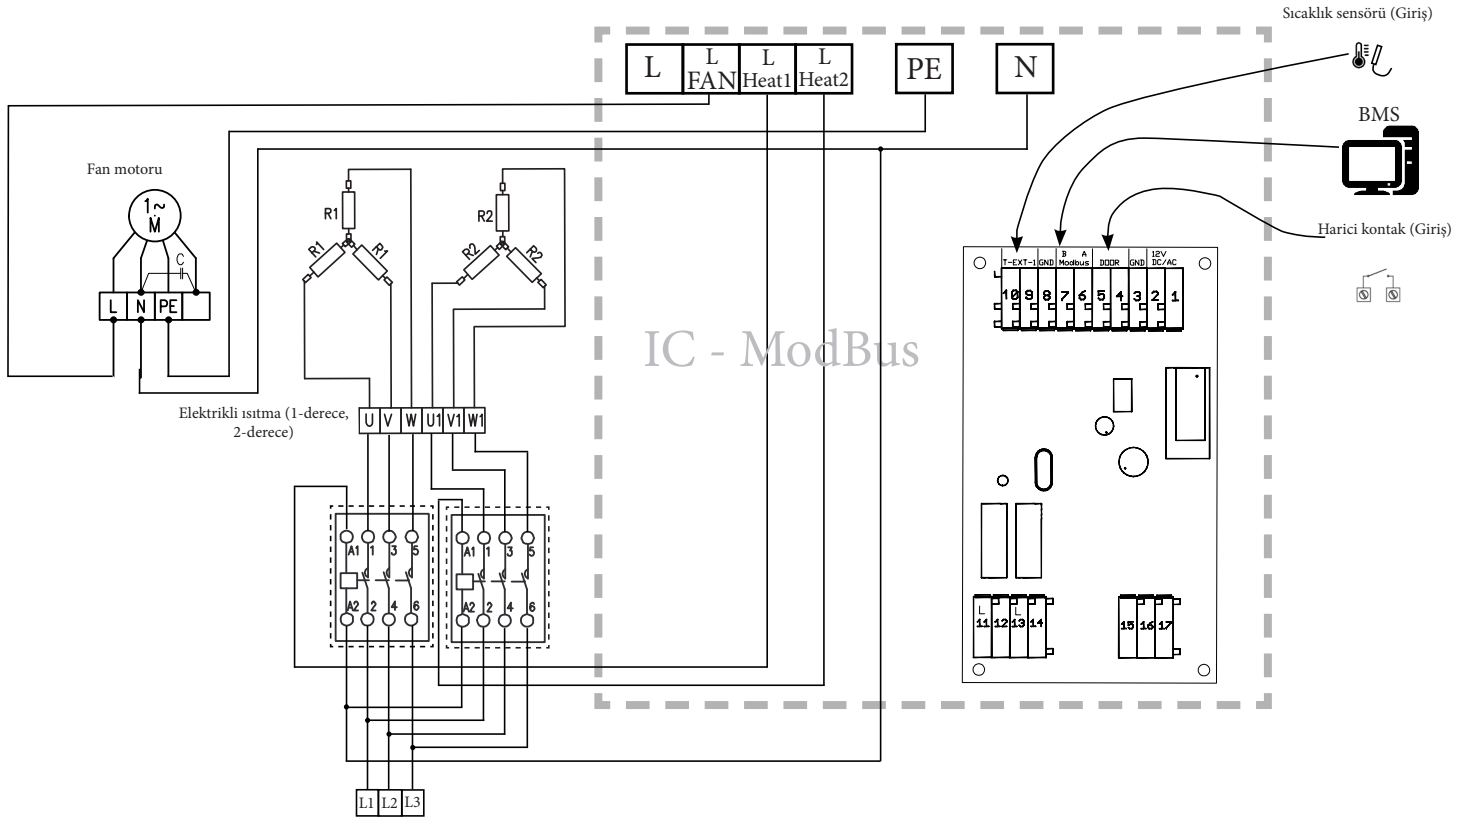 Sıcaklık sensörü (Giriş)
L
L
FAN
L
Heat1
L
Heat2
PE
N
BMS
Fan motoru
1~
M
C
L N PE
R1
R1
R1
R2
R2
R2
Harici kontak (Giriş)
T-EXT-1 GND B A Modbus DOOR GND 12V DC/AC
10 9 8 7 6 5 4 3 2 1
IC - ModBus
Elektrikli ısıtma (1-derece,
2-derece)
U V W U1 V1 W1
A1 1 3 5
A2 2 4 6
A1 1 3 5
A2 2 4 6
L L
11 12 13 14
15 16 17
L1 L2 L3